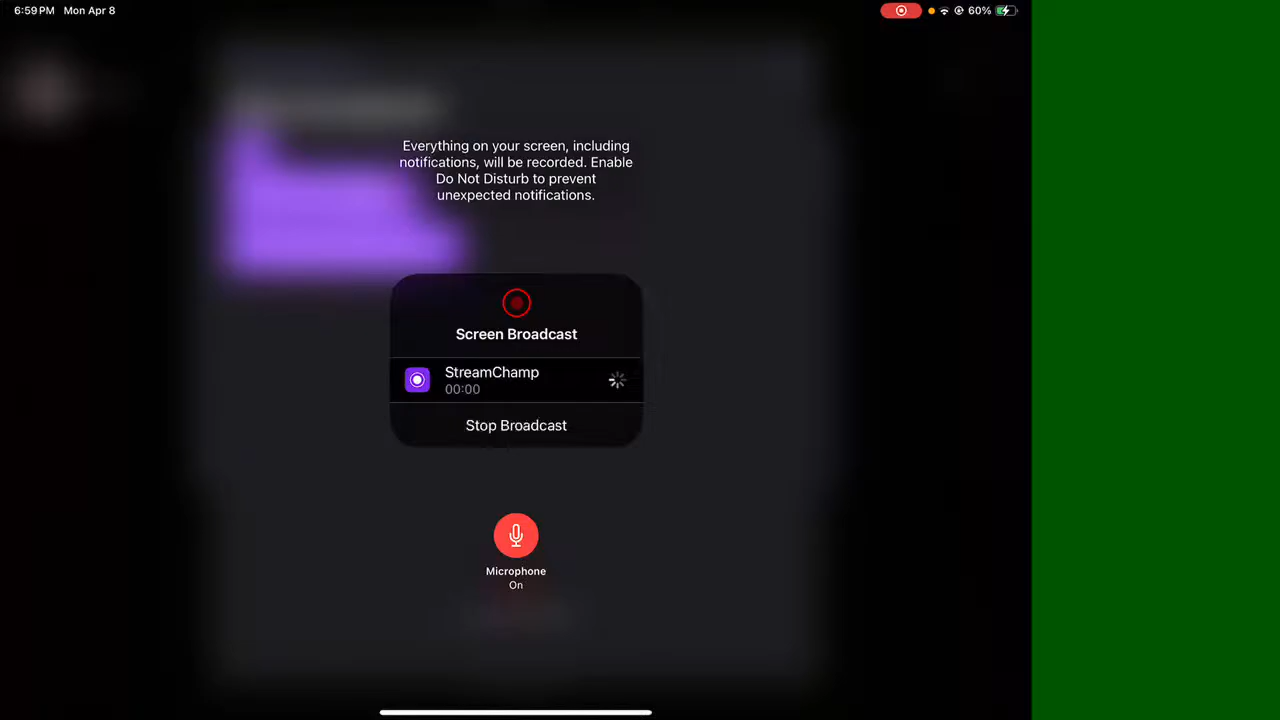 6:59 PM Mon Apr 8
60%
Everything on your screen, including
notifications, will be recorded. Enable
Do Not Disturb to prevent
unexpected notifications.
Screen Broadcast
StreamChamp
00:00
Stop Broadcast
Microphone
On